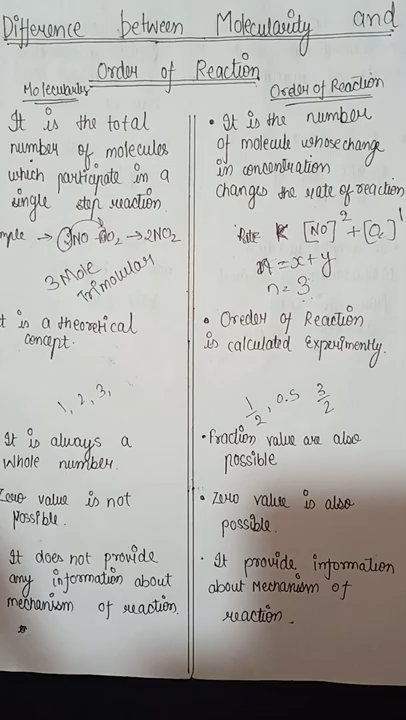 Difference between Molecularity and
Order of Reaction
Molecularity
It is the total
number of molecules
which participate in a
single step reaction
mple → 2NO + O₂ → 2NO₂
3 Mole
Trimolular
t is a theoretical
concept.
1, 2, 3,
It is always a
whole number.
Zero value is not
possible.
It does not provide
any information about
mechanism of reaction.
Order of Reaction
• It is the number
of molecule whose change
in concentration
changes the rate of reaction
Rate K [NO]² + [O₂]¹
= x + y
n = 3
• Oreder of Reaction
is calculated Experimently.
1/2, 0.5 3/2
• Fraction value are also
possible
• Zero value is also
possible.
• It provide information
about Mechanism of
reaction.